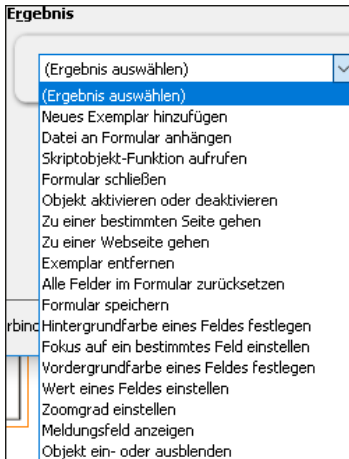 Ergebnis
(Ergebnis auswählen)
(Ergebnis auswählen)
Neues Exemplar hinzufügen
Datei an Formular anhängen
Skriptobjekt-Funktion aufrufen
Formular schließen
Objekt aktivieren oder deaktivieren
Zu einer bestimmten Seite gehen
Zu einer Webseite gehen
Exemplar entfernen
Alle Felder im Formular zurücksetzen
Formular speichern
Hintergrundfarbe eines Feldes festlegen
Fokus auf ein bestimmtes Feld einstellen
Vordergrundfarbe eines Feldes festlegen
Wert eines Feldes einstellen
Zoomgrad einstellen
Meldungsfeld anzeigen
Objekt ein- oder ausblenden